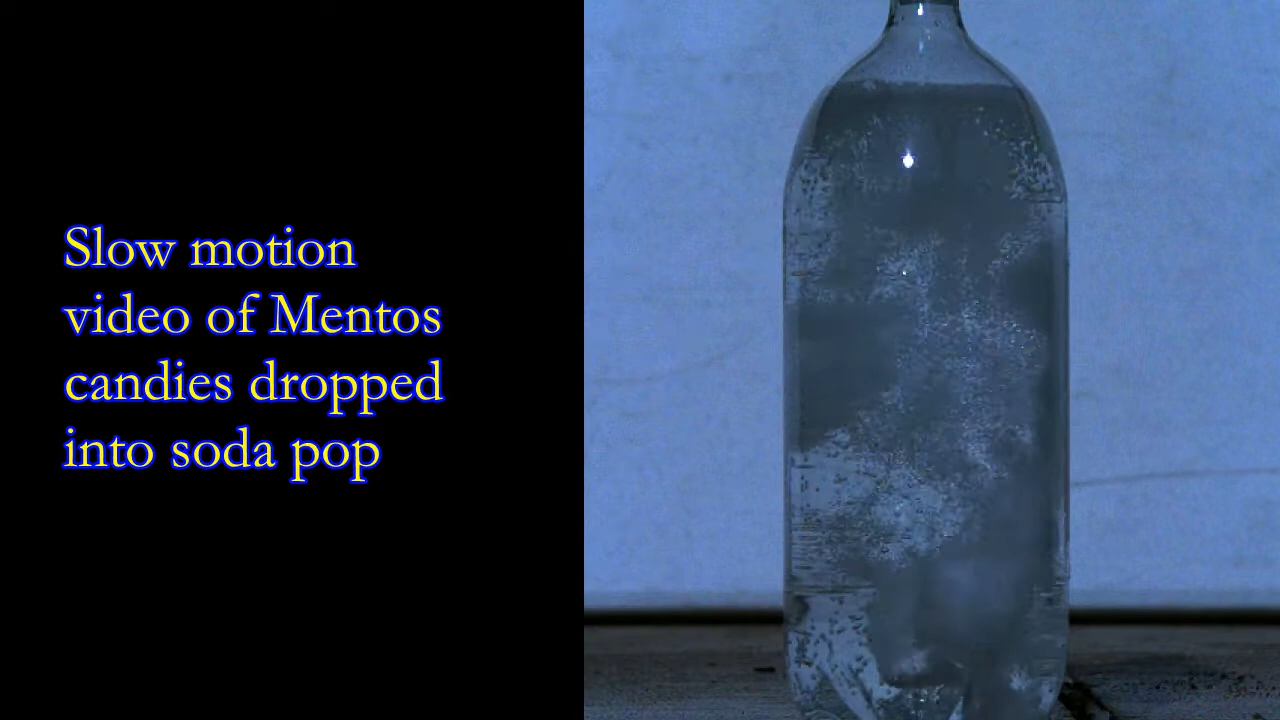 Slow motion
video of Mentos
candies dropped
into soda pop